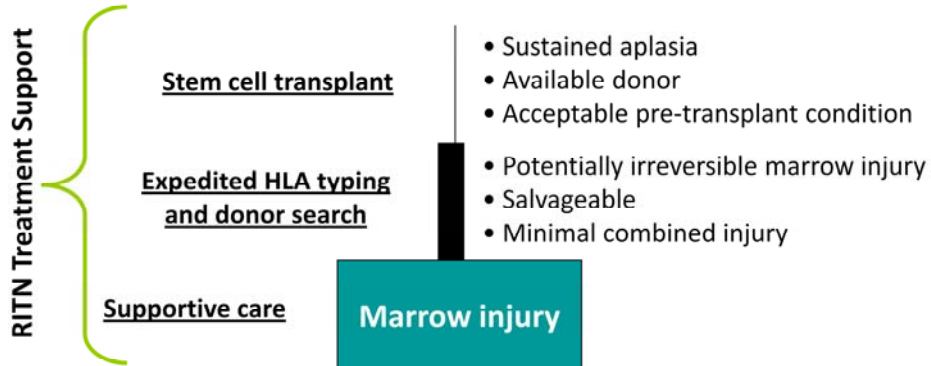 RITN Treatment Support
Stem cell transplant
• Sustained aplasia
• Available donor
• Acceptable pre-transplant condition
Expedited HLA typing
and donor search
• Potentially irreversible marrow injury
• Salvageable
• Minimal combined injury
Supportive care
Marrow injury